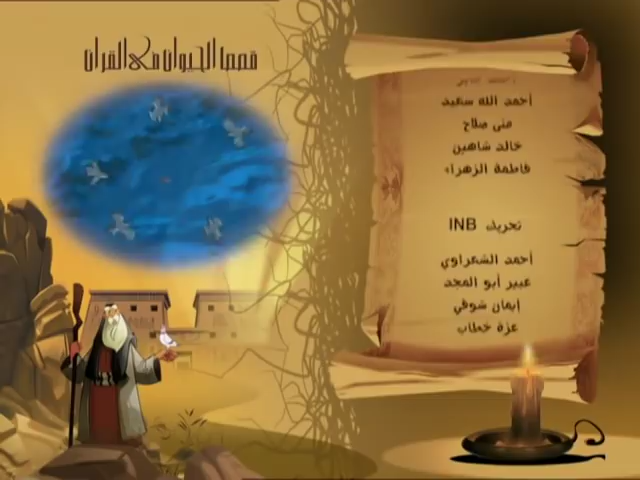 قصص الحيوان فى القرآن
أحمد الله سعيد
منى صلاح
خالد شاهين
فاطمة الزهراء
تحريك INB
أحمد الشعراوي
عبير أبو المجد
إيمان شوقي
عزة خطاب